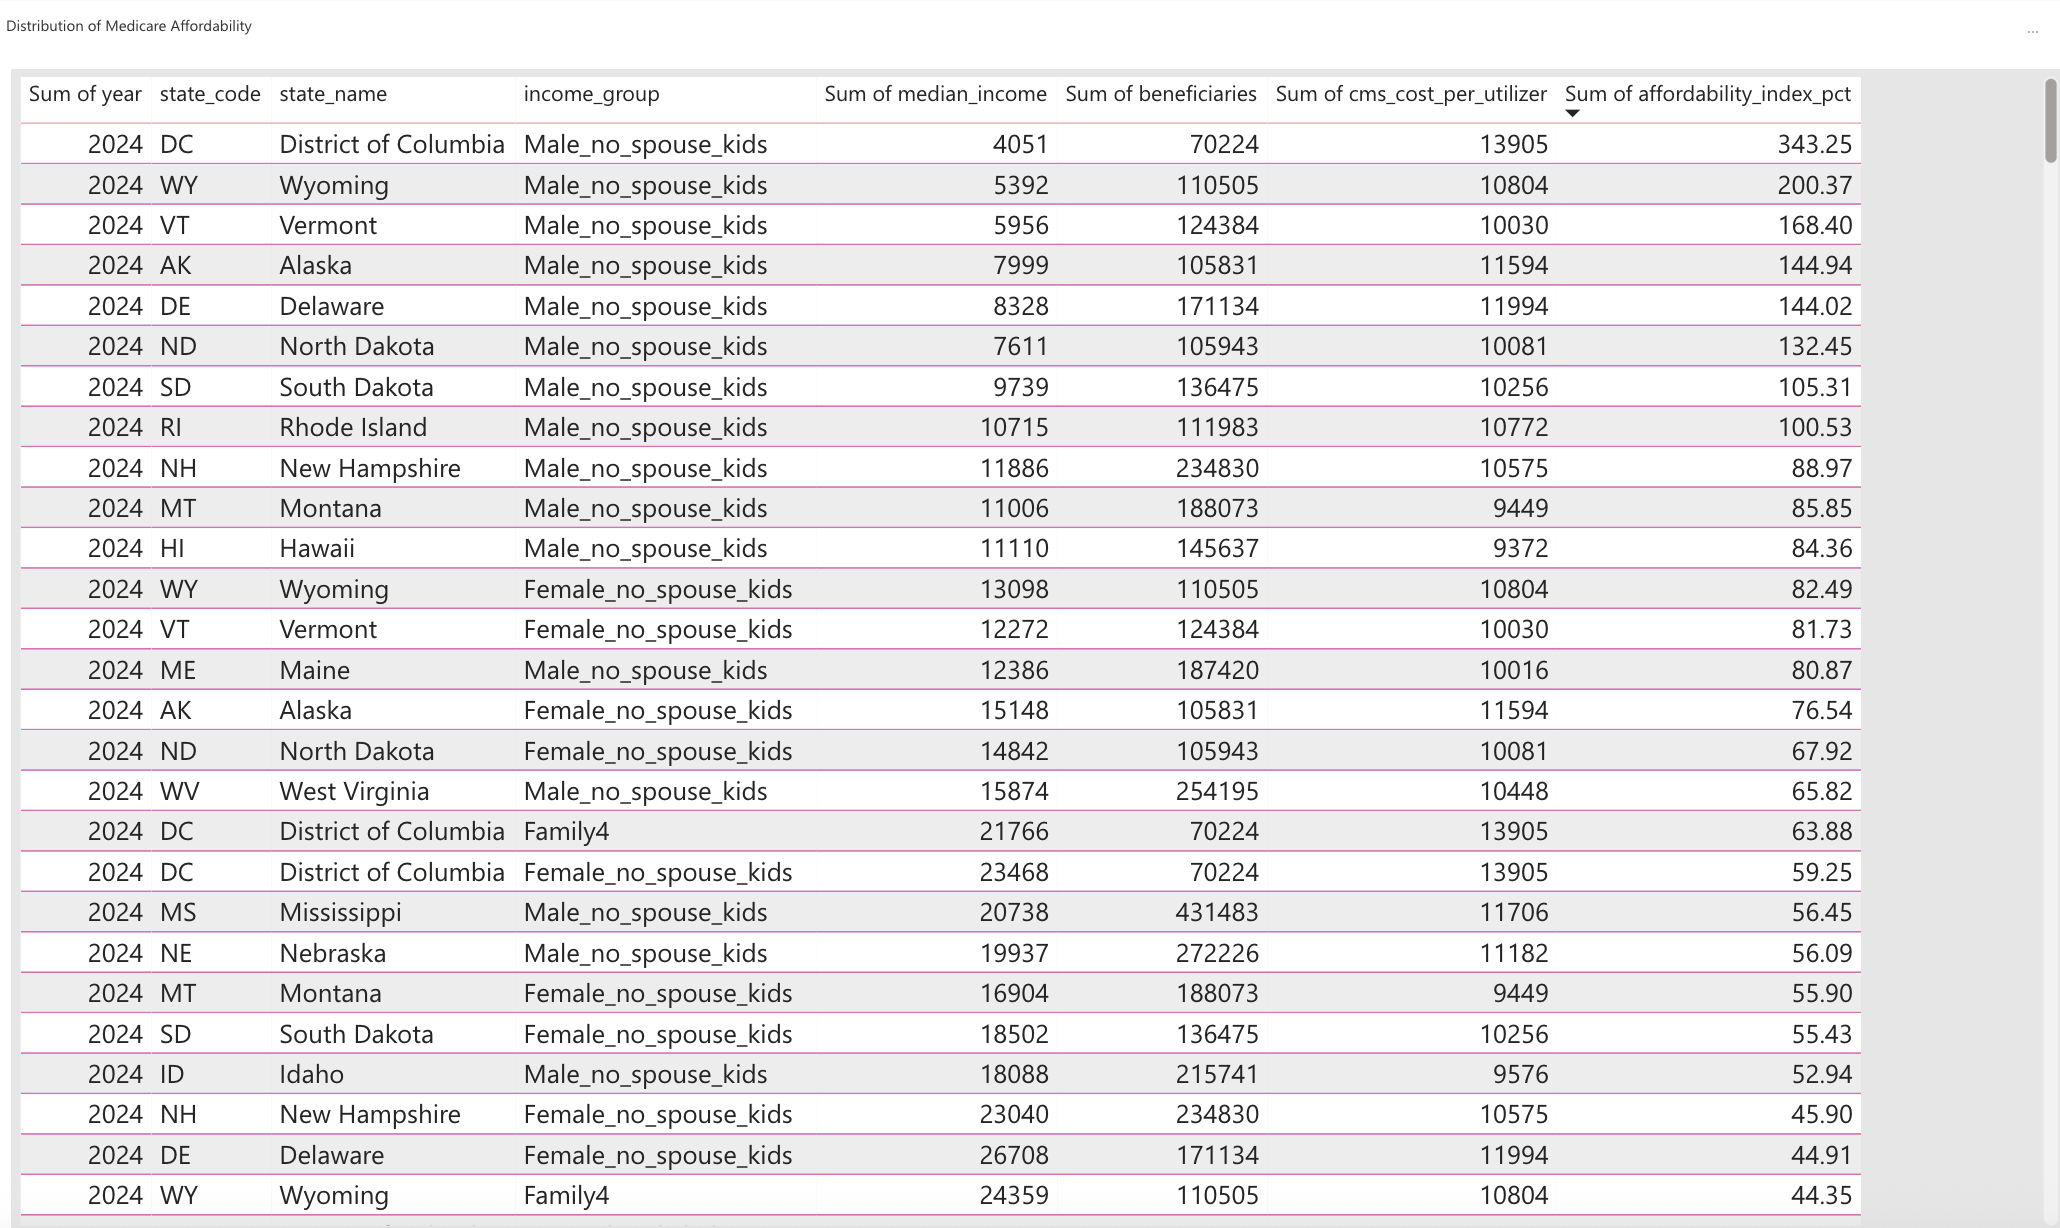 Distribution of Medicare Affordability
...
Sum of year state_code state_name income_group Sum of median_income Sum of beneficiaries Sum of cms_cost_per_utilizer Sum of affordability_index_pct
2024 DC District of Columbia Male_no_spouse_kids 4051 70224 13905 343.25
2024 WY Wyoming Male_no_spouse_kids 5392 110505 10804 200.37
2024 VT Vermont Male_no_spouse_kids 5956 124384 10030 168.40
2024 AK Alaska Male_no_spouse_kids 7999 105831 11594 144.94
2024 DE Delaware Male_no_spouse_kids 8328 171134 11994 144.02
2024 ND North Dakota Male_no_spouse_kids 7611 105943 10081 132.45
2024 SD South Dakota Male_no_spouse_kids 9739 136475 10256 105.31
2024 RI Rhode Island Male_no_spouse_kids 10715 111983 10772 100.53
2024 NH New Hampshire Male_no_spouse_kids 11886 234830 10575 88.97
2024 MT Montana Male_no_spouse_kids 11006 188073 9449 85.85
2024 HI Hawaii Male_no_spouse_kids 11110 145637 9372 84.36
2024 WY Wyoming Female_no_spouse_kids 13098 110505 10804 82.49
2024 VT Vermont Female_no_spouse_kids 12272 124384 10030 81.73
2024 ME Maine Male_no_spouse_kids 12386 187420 10016 80.87
2024 AK Alaska Female_no_spouse_kids 15148 105831 11594 76.54
2024 ND North Dakota Female_no_spouse_kids 14842 105943 10081 67.92
2024 WV West Virginia Male_no_spouse_kids 15874 254195 10448 65.82
2024 DC District of Columbia Family4 21766 70224 13905 63.88
2024 DC District of Columbia Female_no_spouse_kids 23468 70224 13905 59.25
2024 MS Mississippi Male_no_spouse_kids 20738 431483 11706 56.45
2024 NE Nebraska Male_no_spouse_kids 19937 272226 11182 56.09
2024 MT Montana Female_no_spouse_kids 16904 188073 9449 55.90
2024 SD South Dakota Female_no_spouse_kids 18502 136475 10256 55.43
2024 ID Idaho Male_no_spouse_kids 18088 215741 9576 52.94
2024 NH New Hampshire Female_no_spouse_kids 23040 234830 10575 45.90
2024 DE Delaware Female_no_spouse_kids 26708 171134 11994 44.91
2024 WY Wyoming Family4 24359 110505 10804 44.35